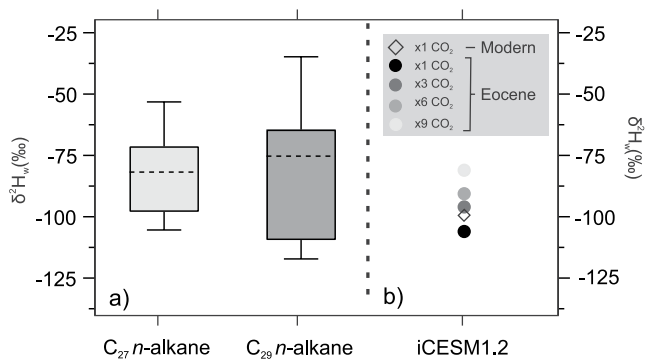 -25
-50
-75
-100
-125
δ²Hw(‰)
a)
C27 n-alkane
C29 n-alkane
x1 CO2 – Modern
x1 CO2
x3 CO2
x6 CO2
x9 CO2
Eocene
b)
iCESM1.2
-25
-50
-75
-100
-125
δ²Hw(‰)